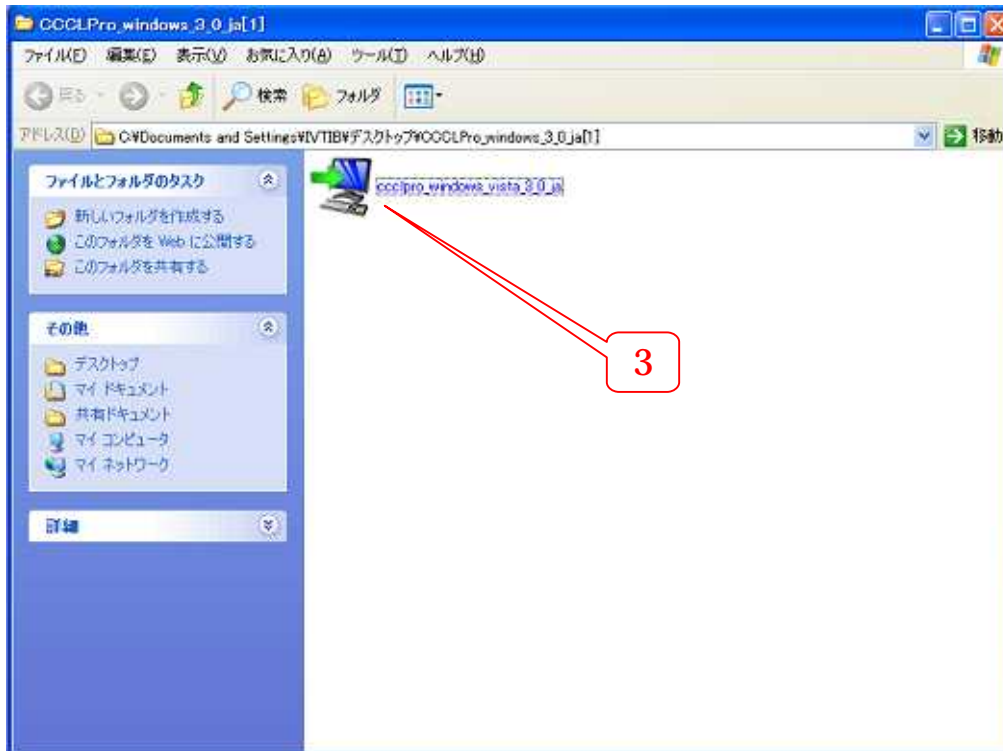 CCCLPro_windows_3_0_ja[1]
ファイル(F) 編集(E) 表示(V) お気に入り(A) ツール(T) ヘルプ(H)
戻る 検索 フォルダ
アドレス(D) C:¥Documents and Settings¥IVTIB¥デスクトップ¥CCCLPro_windows_3_0_ja[1] 移動
ファイルとフォルダのタスク
新しいフォルダを作成する
このフォルダを Web に公開する
このフォルダを共有する
その他
デスクトップ
マイ ドキュメント
共有ドキュメント
マイ コンピュータ
マイ ネットワーク
詳細
ccclpro_windows_vista_3_0_ja
3